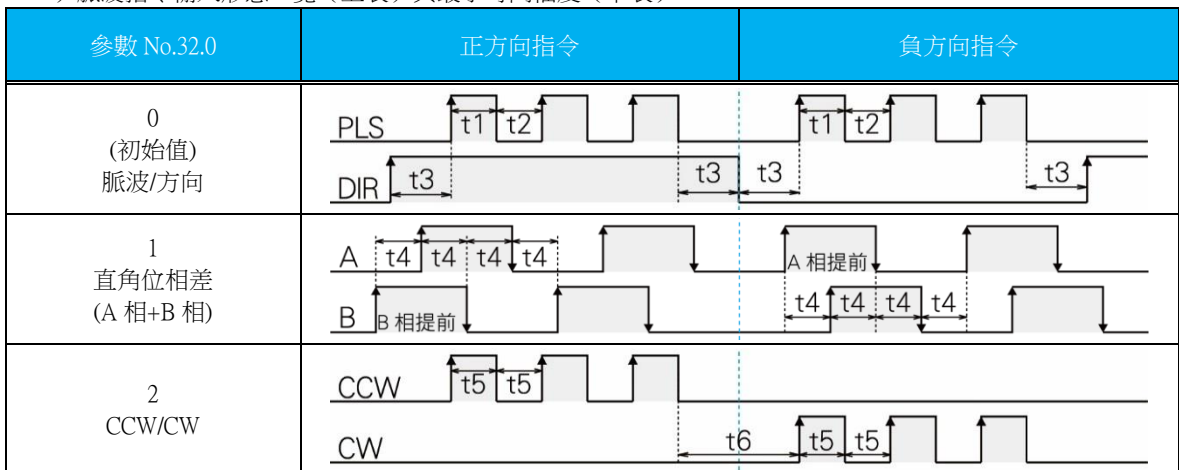 參數 No.32.0 正方向指令 負方向指令
0
(初始值)
脈波/方向
PLS t1 t2 t1 t2
DIR t3 t3 t3 t3
1
直角位相差
(A 相+B 相)
A t4 t4 t4 t4 A 相提前
B B 相提前 t4 t4 t4 t4
2
CCW/CW
CCW t5 t5
CW t6 t5 t5